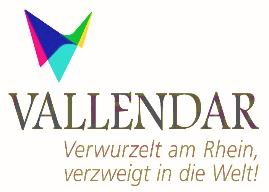 VALLENDAR
Verwurzelt am Rhein,
verzweigt in die Welt!